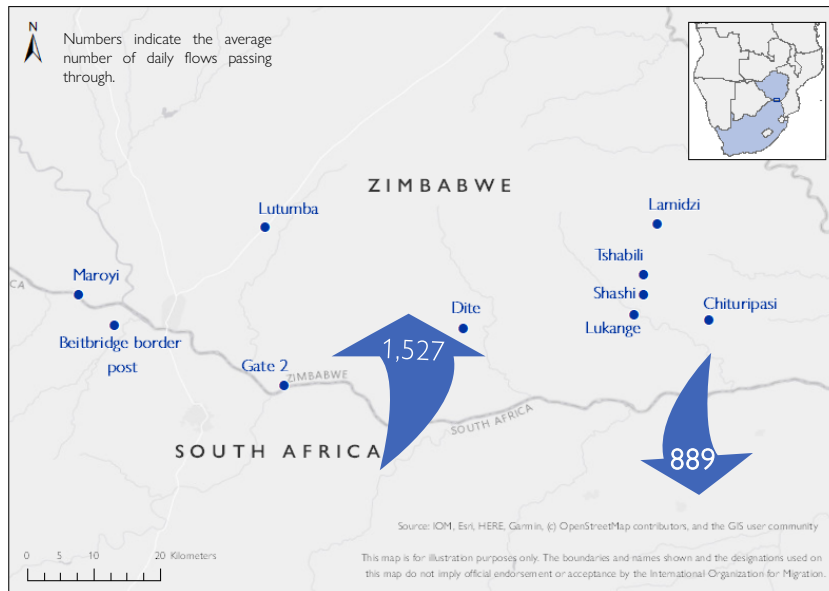 N
Numbers indicate the average
number of daily flows passing
through.
ZIMBABWE
Lutumba
Lamidzi
Tshabili
Maroyi
CA
Shashi
Dite
Chituripasi
Lukange
Beitbridge border
post
1,527
Gate 2
ZIMBABWE
SOUTH AFRICA
SOUTH AFRICA
889
Source: IOM, Esri, HERE, Garmin, (c) OpenStreetMap contributors, and the GIS user community
0 5 10 20 Kilometers
This map is for illustration purposes only. The boundaries and names shown and the designations used on
this map do not imply official endorsement or acceptance by the International Organization for Migration.